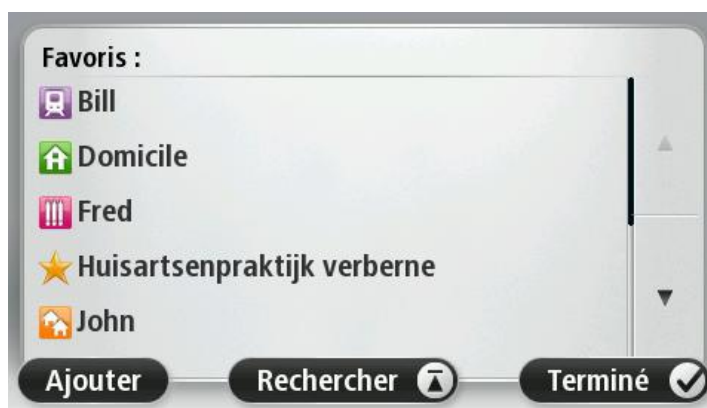 Favoris :
Bill
Domicile
Fred
Huisartsenpraktijk verberne
John
Ajouter
Rechercher
Terminé